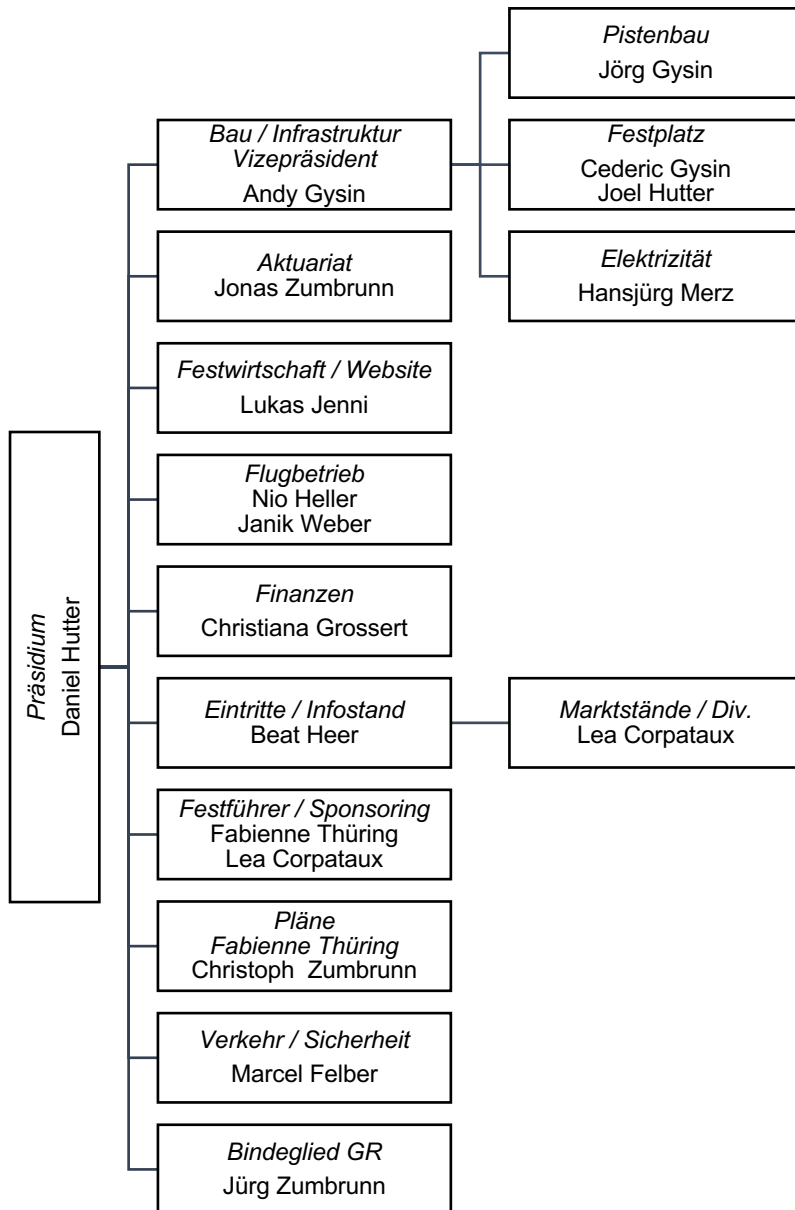 Präsidium
Daniel Hutter
Bau / Infrastruktur
Vizepräsident
Andy Gysin
Pistenbau
Jörg Gysin
Festplatz
Cederic Gysin
Joel Hutter
Elektrizität
Hansjürg Merz
Aktuariat
Jonas Zumbrunn
Festwirtschaft / Website
Lukas Jenni
Flugbetrieb
Nio Heller
Janik Weber
Finanzen
Christiana Grossert
Eintritte / Infostand
Beat Heer
Marktstände / Div.
Lea Corpataux
Festführer / Sponsoring
Fabienne Thüring
Lea Corpataux
Pläne
Fabienne Thüring
Christoph  Zumbrunn
Verkehr / Sicherheit
Marcel Felber
Bindeglied GR
Jürg Zumbrunn